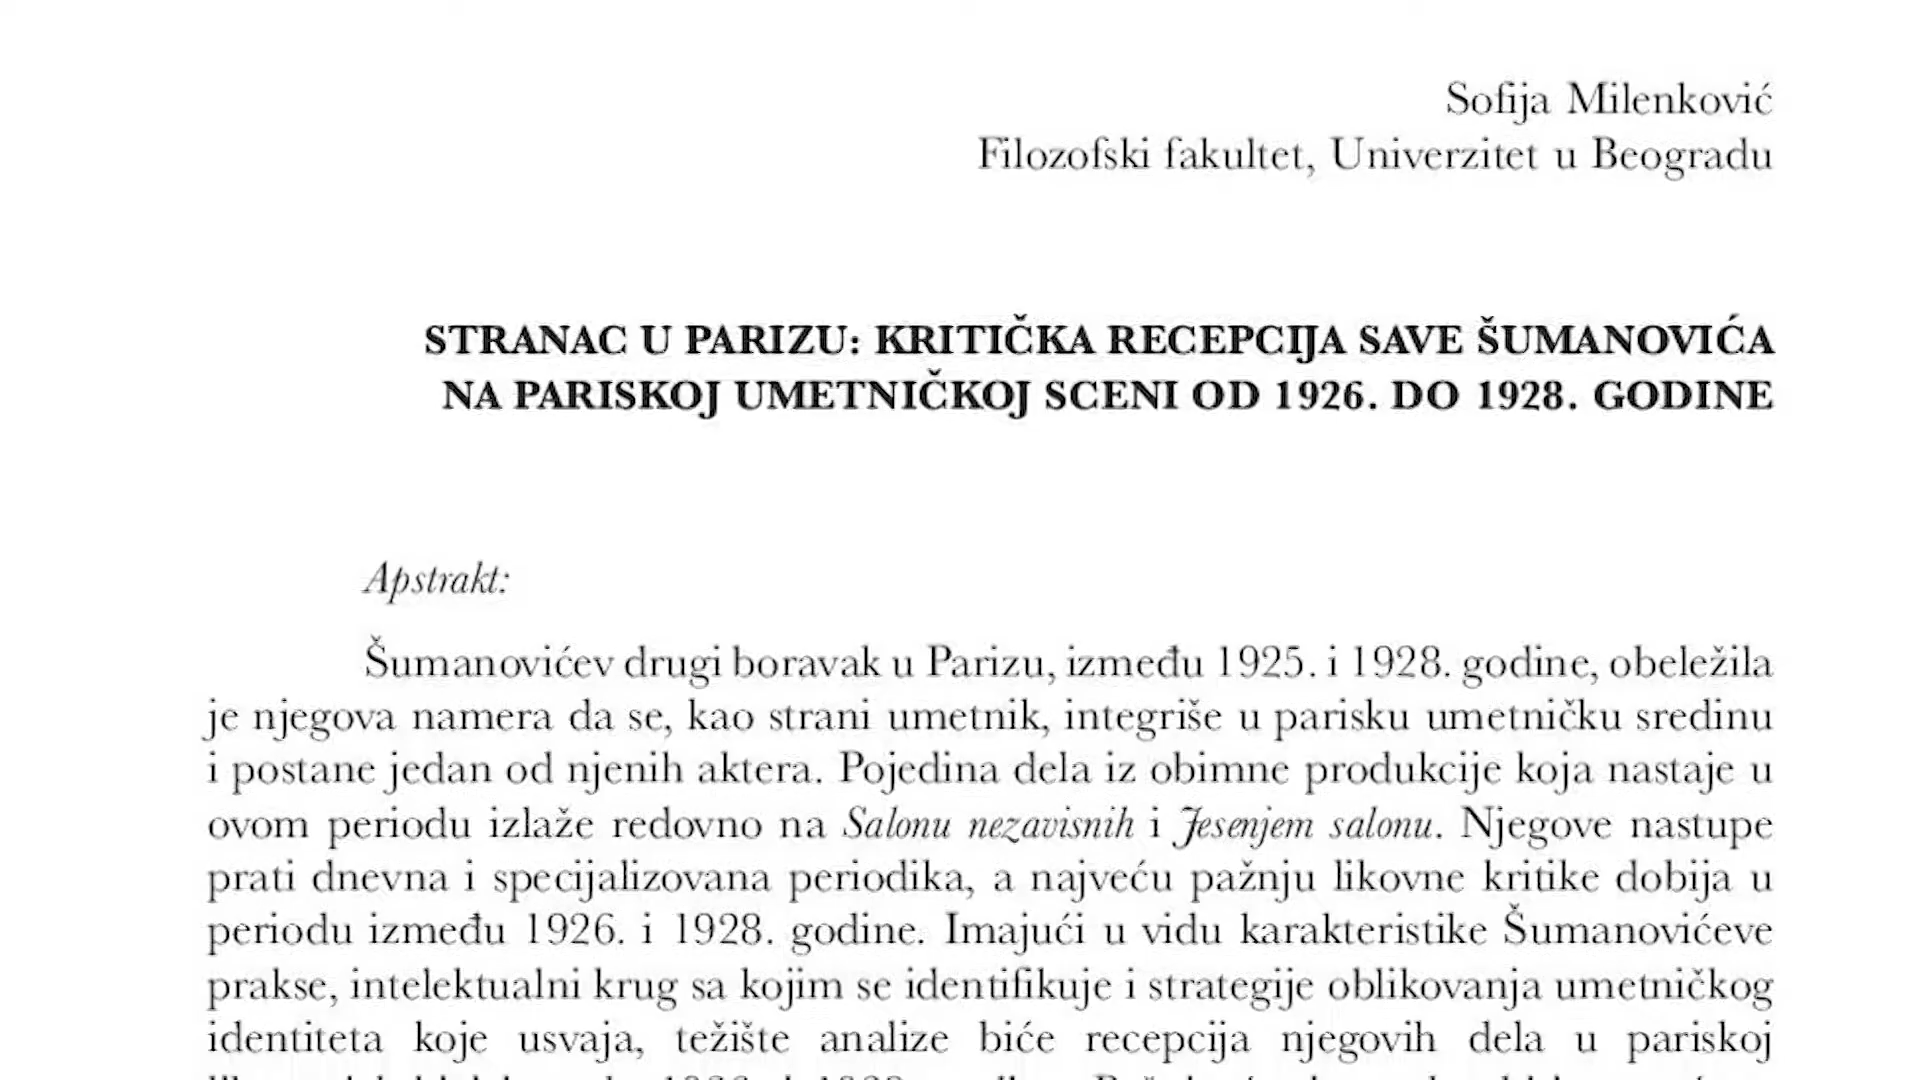 Sofija Milenković
Filozofski fakultet, Univerzitet u Beogradu
STRANAC U PARIZU: KRITIČKA RECEPCIJA SAVE ŠUMANOVIĆA
NA PARISKOJ UMETNIČKOJ SCENI OD 1926. DO 1928. GODINE
Apstrakt:
Šumanovićev drugi boravak u Parizu, između 1925. i 1928. godine, obeležila
je njegova namera da se, kao strani umetnik, integriše u parisku umetničku sredinu
i postane jedan od njenih aktera. Pojedina dela iz obimne produkcije koja nastaje u
ovom periodu izlaže redovno na Salonu nezavisnih i Jesenjem salonu. Njegove nastupe
prati dnevna i specijalizovana periodika, a najveću pažnju likovne kritike dobija u
periodu između 1926. i 1928. godine. Imajući u vidu karakteristike Šumanovićeve
prakse, intelektualni krug sa kojim se identifikuje i strategije oblikovanja umetničkog
identiteta koje usvaja, težište analize biće recepcija njegovih dela u pariskoj